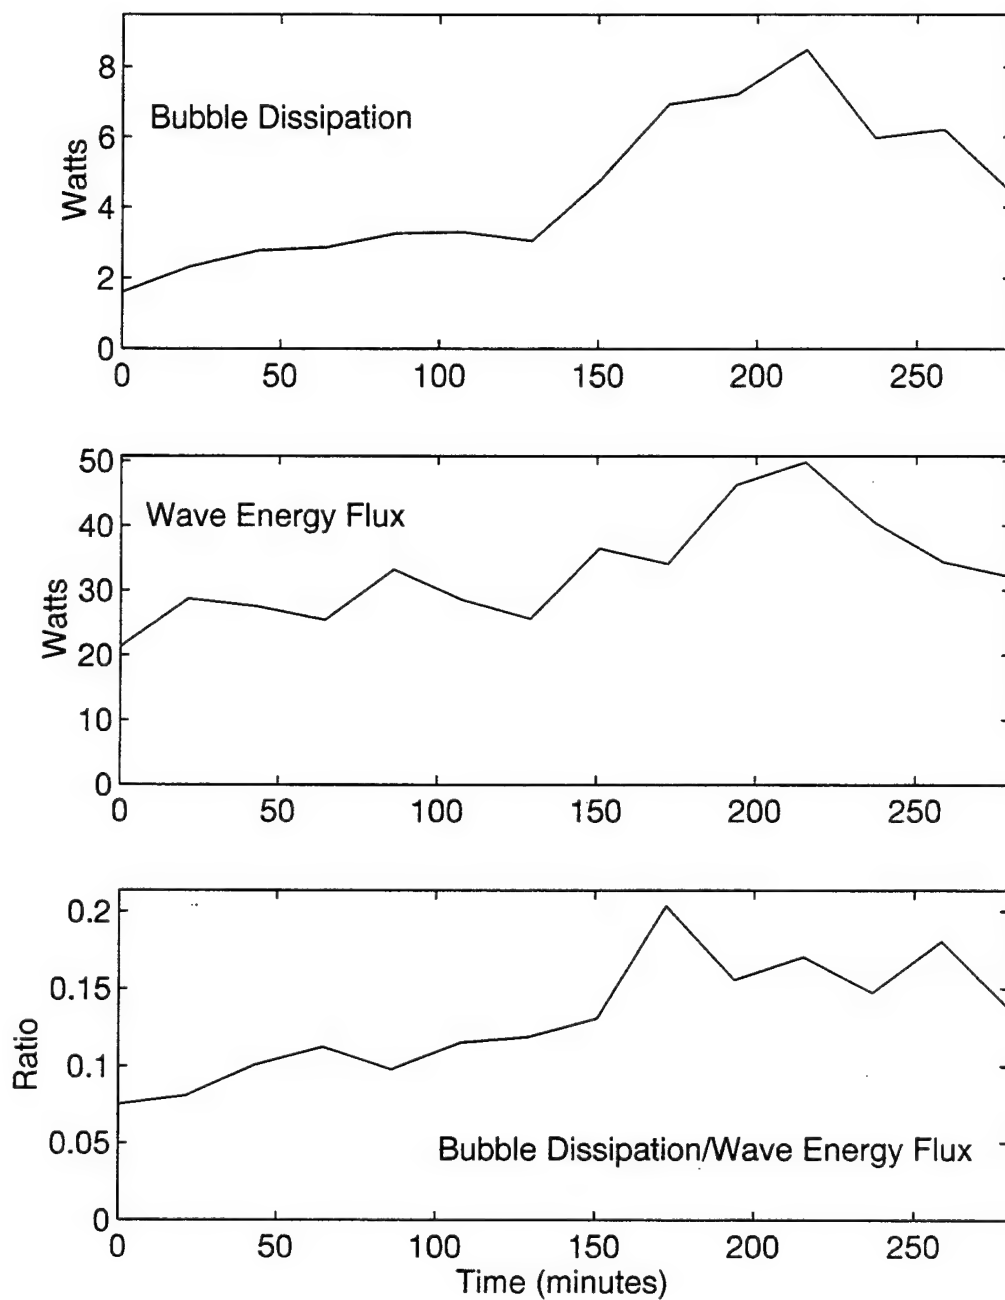 8
Bubble Dissipation
6
Watts
4
2
0
0 50 100 150 200 250
50
Wave Energy Flux
40
30
Watts
20
10
0
0 50 100 150 200 250
0.2
0.15
Ratio
0.1
0.05
Bubble Dissipation/Wave Energy Flux
0
0 50 100 150 200 250
Time (minutes)